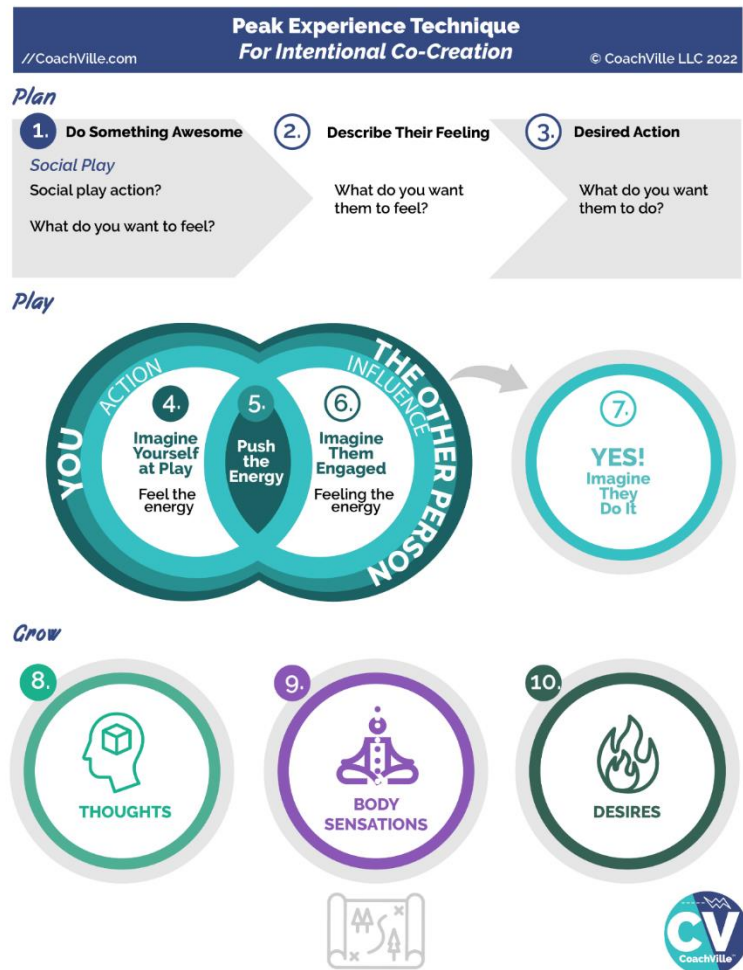 Peak Experience Technique
For Intentional Co-Creation
//CoachVille.com
© CoachVille LLC 2022
Plan
1. Do Something Awesome
Social Play
Social play action?
What do you want to feel?
2. Describe Their Feeling
What do you want
them to feel?
3. Desired Action
What do you want
them to do?
Play
YOU
ACTION
4.
Imagine
Yourself
at Play
Feel the
energy
5.
Push
the
Energy
INFLUENCE
THE OTHER PERSON
6.
Imagine
Them
Engaged
Feeling the
energy
7.
YES!
Imagine
They
Do It
Grow
8.
THOUGHTS
9.
BODY
SENSATIONS
10.
DESIRES
CV
CoachVille™